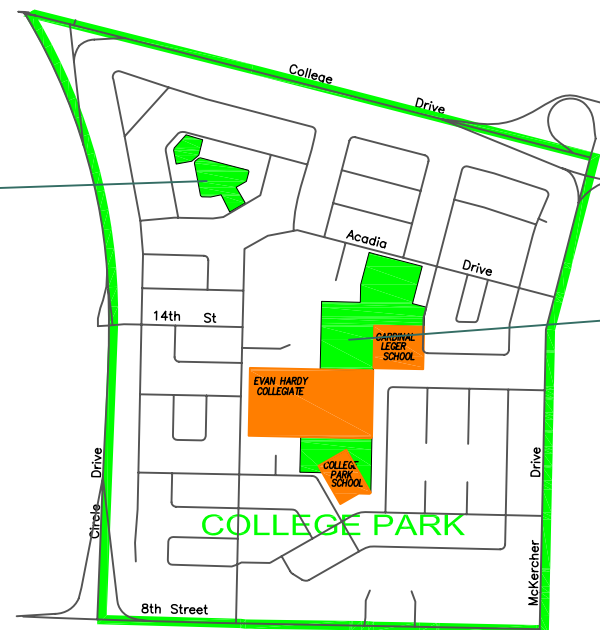 College Drive
Acadia Drive
14th St
CARDINAL
LEGER
SCHOOL
EVAN HARDY
COLLEGIATE
COLLEGE
PARK
SCHOOL
Circle Drive
McKercher Drive
COLLEGE PARK
8th Street